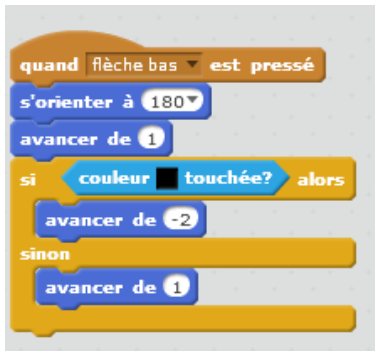 quand flèche bas est pressé
s'orienter à 180
avancer de 1
si couleur touchée? alors
avancer de -2
sinon
avancer de 1